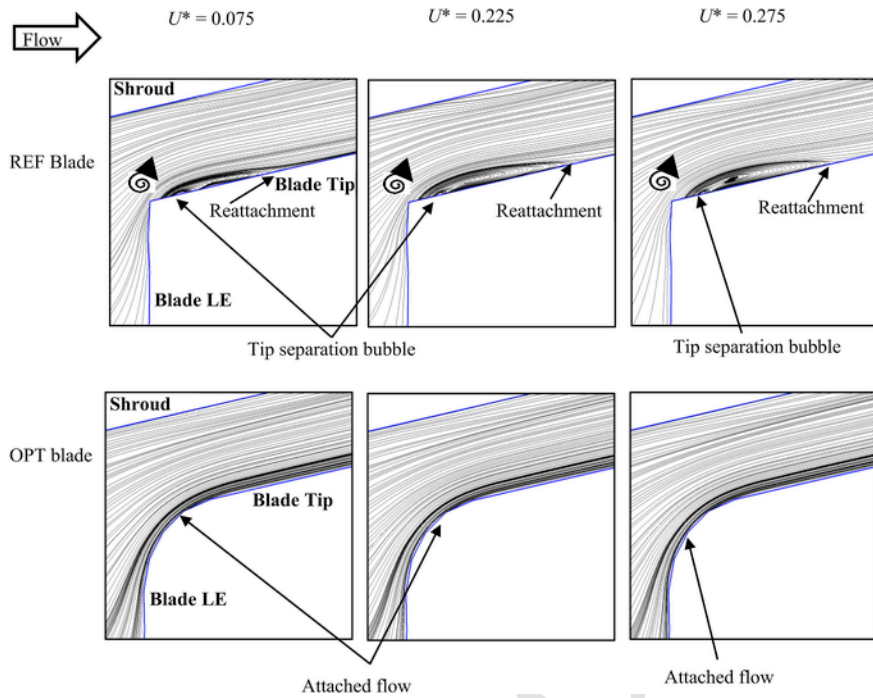 U* = 0.075
U* = 0.225
U* = 0.275
Flow
Shroud
REF Blade
Blade Tip
Reattachment
Reattachment
Reattachment
Blade LE
Tip separation bubble
Tip separation bubble
Shroud
OPT blade
Blade Tip
Blade LE
Attached flow
Attached flow